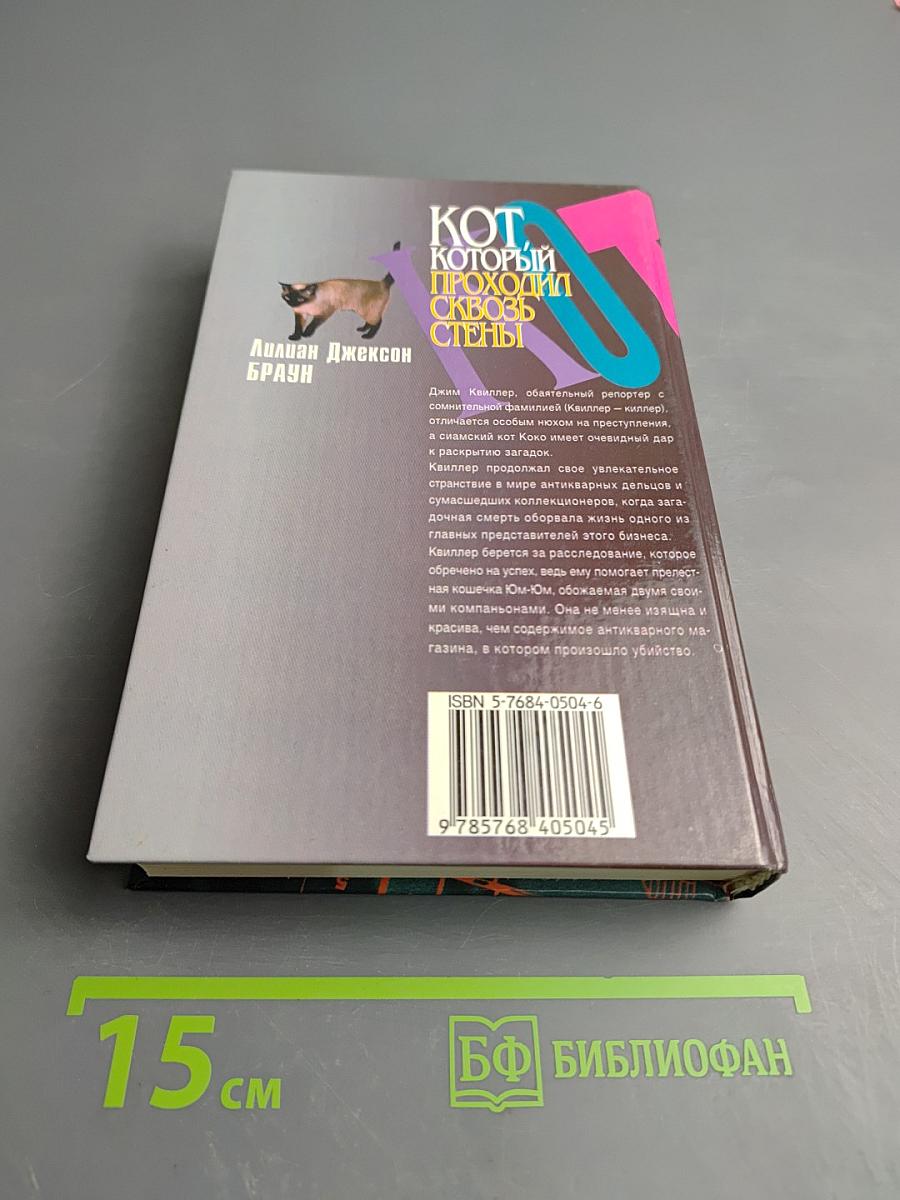 КОТ,
КОТОРЫЙ
ПРОХОДИЛ
СКВОЗЬ
СТЕНЫ
КОТ
Лилиан Джексон
БРАУН
Джим Квиллер, обаятельный репортер с
сомнительной фамилией (Квиллер — киллер),
отличается особым нюхом на преступления,
а сиамский кот Коко имеет очевидный дар
к раскрытию загадок.
Квиллер продолжал свое увлекательное
странствие в мире антикварных дельцов и
сумасшедших коллекционеров, когда зага-
дочная смерть оборвала жизнь одного из
главных представителей этого бизнеса.
Квиллер берется за расследование, которое
обречено на успех, ведь ему помогает прелест-
ная кошечка Юм-Юм, обожаемая двумя свои-
ми компаньонами. Она не менее изящна и
красива, чем содержимое антикварного ма-
газина, в котором произошло убийство.
ISBN 5-7684-0504-6
9 785768 405045
15 см
БФ БИБЛИОФАН